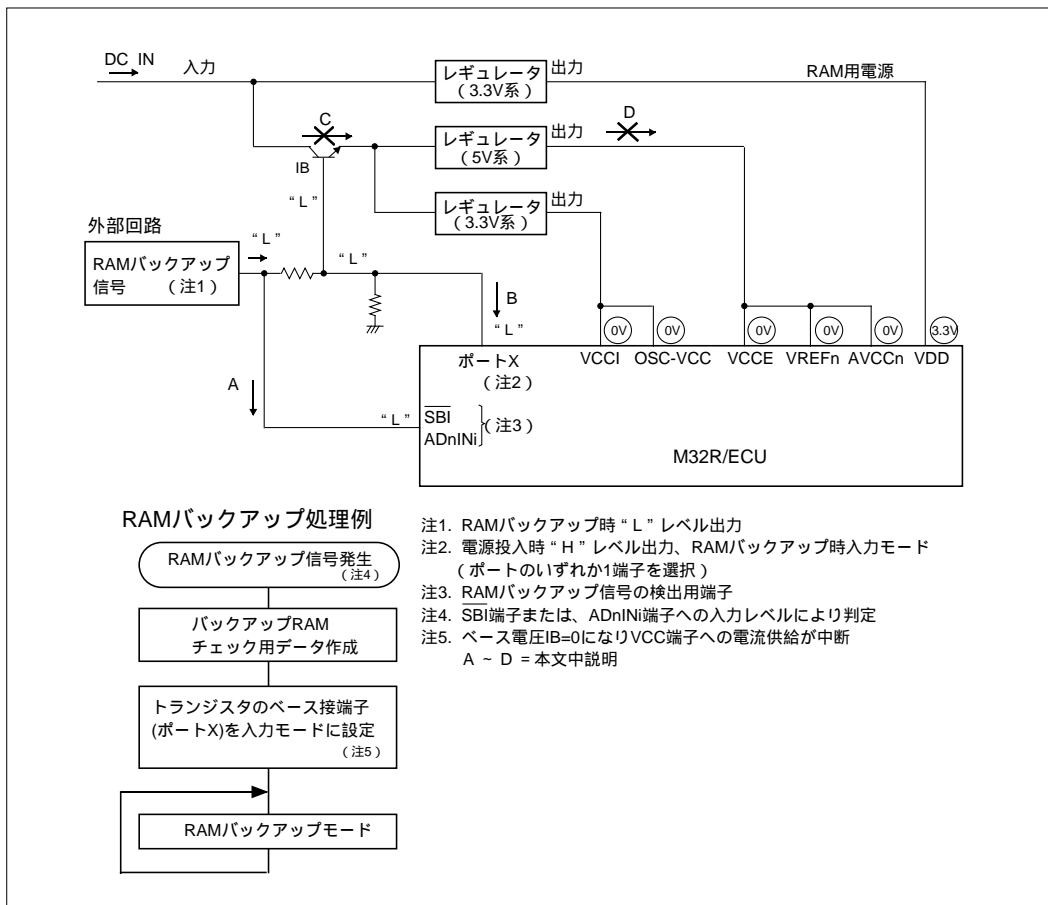 DC IN
入力
レギュレータ
(3.3V系)
出力
RAM用電源
C
IB
レギュレータ
(5V系)
出力
D
“L”
レギュレータ
(3.3V系)
出力
外部回路
RAMバックアップ
信号 (注1)
“L”
“L”
B
“L”
A
0V
0V
0V
0V
0V
3.3V
ポートX
(注2)
VCCI
OSC-VCC
VCCE
VREFn
AVCCn
VDD
“L”
SBI
ADnINi
(注3)
M32R/ECU
RAMバックアップ処理例
RAMバックアップ信号発生
(注4)
バックアップRAM
チェック用データ作成
トランジスタのベース接端子
(ポートX)を入力モードに設定
(注5)
RAMバックアップモード
注1. RAMバックアップ時“L”レベル出力
注2. 電源投入時“H”レベル出力、RAMバックアップ時入力モード
(ポートのいずれか1端子を選択)
注3. RAMバックアップ信号の検出用端子
注4. SBI端子または、ADnINi端子への入力レベルにより判定
注5. ベース電圧IB=0になりVCC端子への電流供給が中断
A ~ D =本文中説明